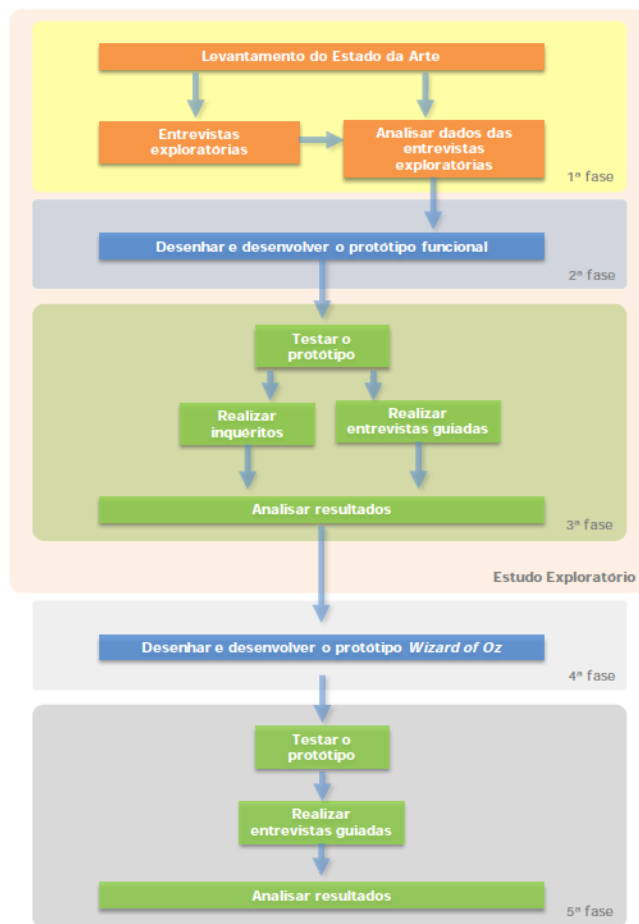 Levantamento do Estado da Arte
Entrevistas
exploratórias
Analisar dados das
entrevistas
exploratórias
1ª fase
Desenhar e desenvolver o protótipo funcional
2ª fase
Testar o
protótipo
Realizar
inquéritos
Realizar
entrevistas guiadas
Analisar resultados
3ª fase
Estudo Exploratório
Desenhar e desenvolver o protótipo Wizard of Oz
4ª fase
Testar o
protótipo
Realizar
entrevistas guiadas
Analisar resultados
5ª fase